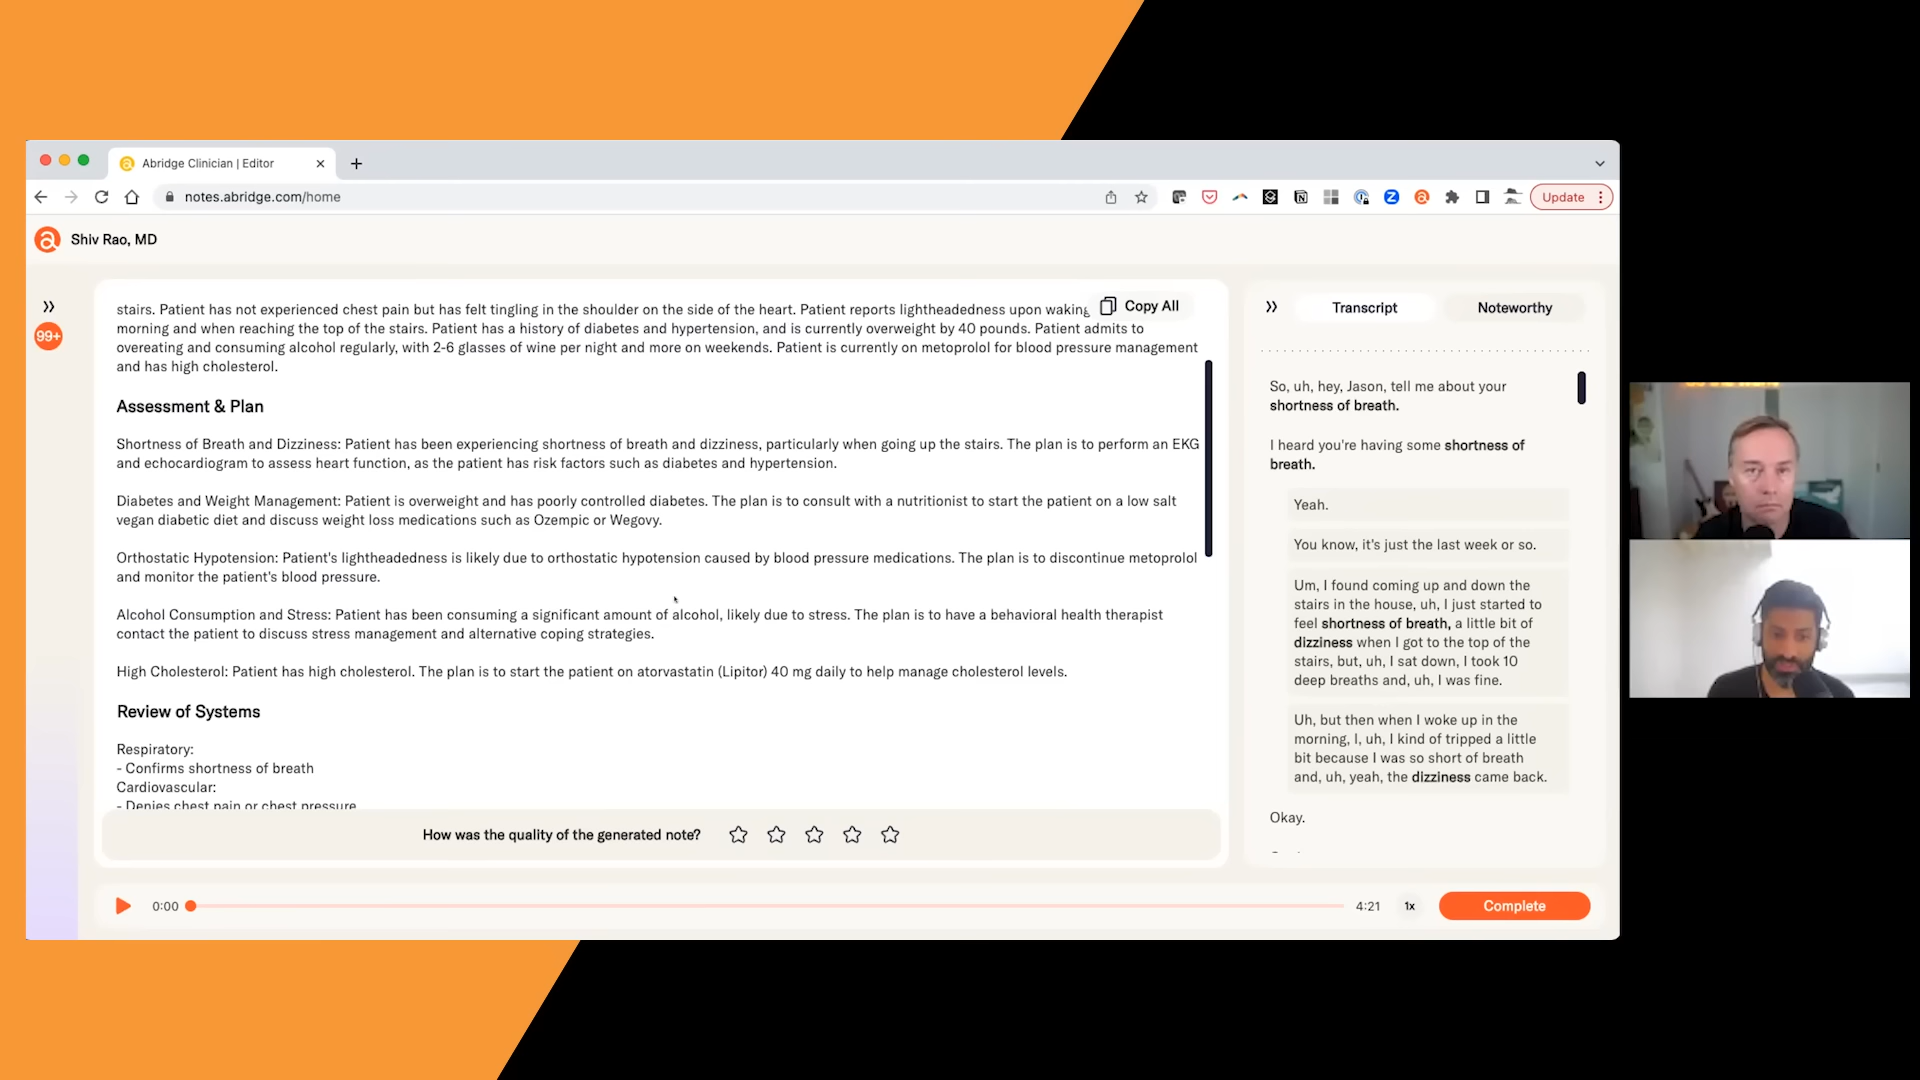 Abridge Clinician | Editor
notes.abridge.com/home
Update
Shiv Rao, MD
99+
Copy All
stairs. Patient has not experienced chest pain but has felt tingling in the shoulder on the side of the heart. Patient reports lightheadedness upon waking
morning and when reaching the top of the stairs. Patient has a history of diabetes and hypertension, and is currently overweight by 40 pounds. Patient admits to
overeating and consuming alcohol regularly, with 2-6 glasses of wine per night and more on weekends. Patient is currently on metoprolol for blood pressure management
and has high cholesterol.
Assessment & Plan
Shortness of Breath and Dizziness: Patient has been experiencing shortness of breath and dizziness, particularly when going up the stairs. The plan is to perform an EKG
and echocardiogram to assess heart function, as the patient has risk factors such as diabetes and hypertension.
Diabetes and Weight Management: Patient is overweight and has poorly controlled diabetes. The plan is to consult with a nutritionist to start the patient on a low salt
vegan diabetic diet and discuss weight loss medications such as Ozempic or Wegovy.
Orthostatic Hypotension: Patient's lightheadedness is likely due to orthostatic hypotension caused by blood pressure medications. The plan is to discontinue metoprolol
and monitor the patient's blood pressure.
Alcohol Consumption and Stress: Patient has been consuming a significant amount of alcohol, likely due to stress. The plan is to have a behavioral health therapist
contact the patient to discuss stress management and alternative coping strategies.
High Cholesterol: Patient has high cholesterol. The plan is to start the patient on atorvastatin (Lipitor) 40 mg daily to help manage cholesterol levels.
Review of Systems
Respiratory:
- Confirms shortness of breath
Cardiovascular:
- Denies chest pain or chest pressure
How was the quality of the generated note?
Transcript
Noteworthy
So, uh, hey, Jason, tell me about your
shortness of breath.
I heard you're having some shortness of
breath.
Yeah.
You know, it's just the last week or so.
Um, I found coming up and down the
stairs in the house, uh, I just started to
feel shortness of breath, a little bit of
dizziness when I got to the top of the
stairs, but, uh, I sat down, I took 10
deep breaths and, uh, I was fine.
Uh, but then when I woke up in the
morning, I, uh, I kind of tripped a little
bit because I was so short of breath
and, uh, yeah, the dizziness came back.
Okay.
0:00
4:21
1x
Complete